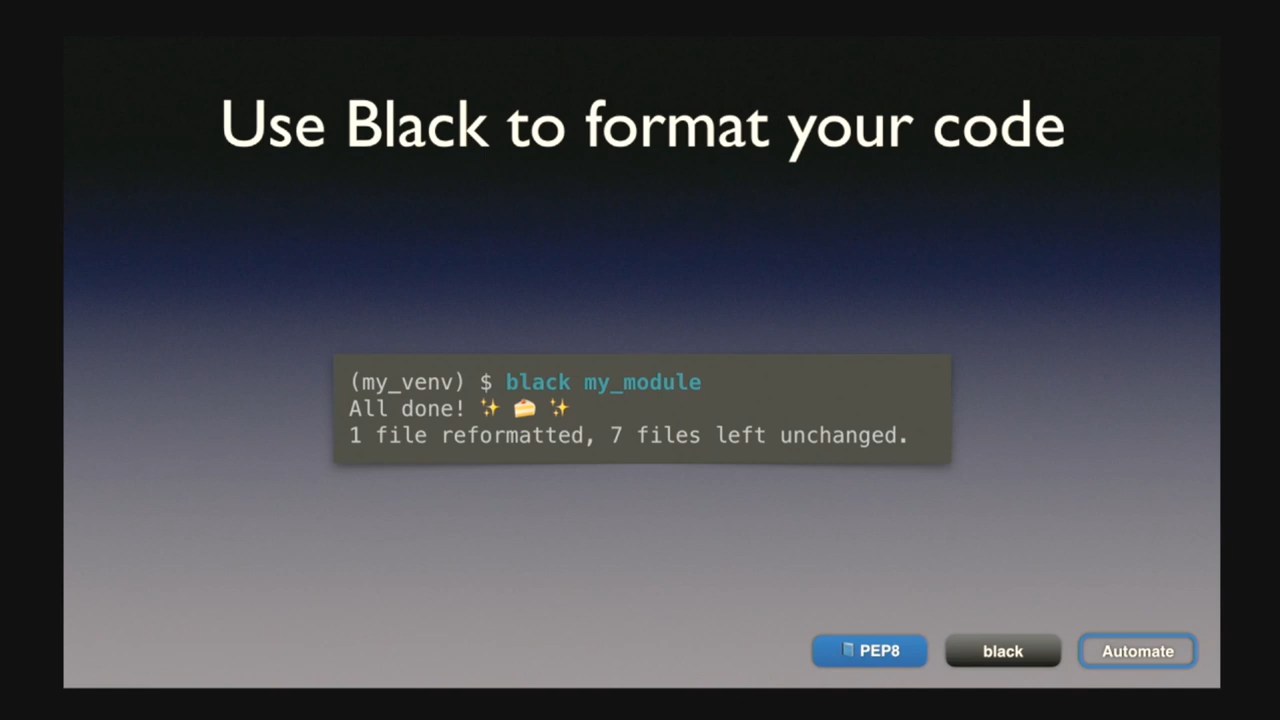 Use Black to format your code
(my_venv) $ black my_module
All done! ✨ 🍰 ✨
1 file reformatted, 7 files left unchanged.
📘 PEP8
black
Automate